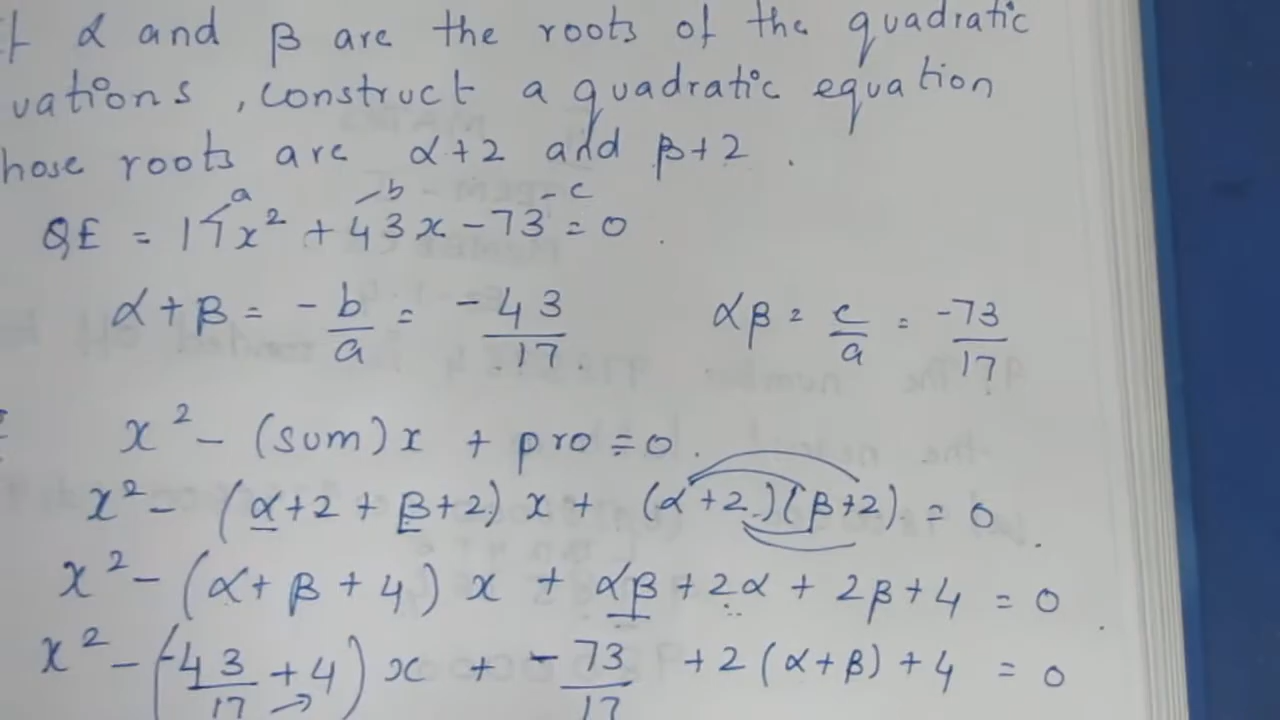 If α and β are the roots of the quadratic
uations , construct a quadratic equation
hose roots are α+2 and β+2 .
a b c
QE = 17x² + 43x - 73 = 0 .
α + β = -b/a = -43/17 αβ = c/a = -73/17
x² - (sum)x + pro = 0 .
x² - (α+2 + β+2) x + (α+2)(β+2) = 0 .
x² - (α+β+4) x + αβ + 2α + 2β + 4 = 0 .
x² - (-43/17 + 4) x + -73/17 + 2(α+β) + 4 = 0